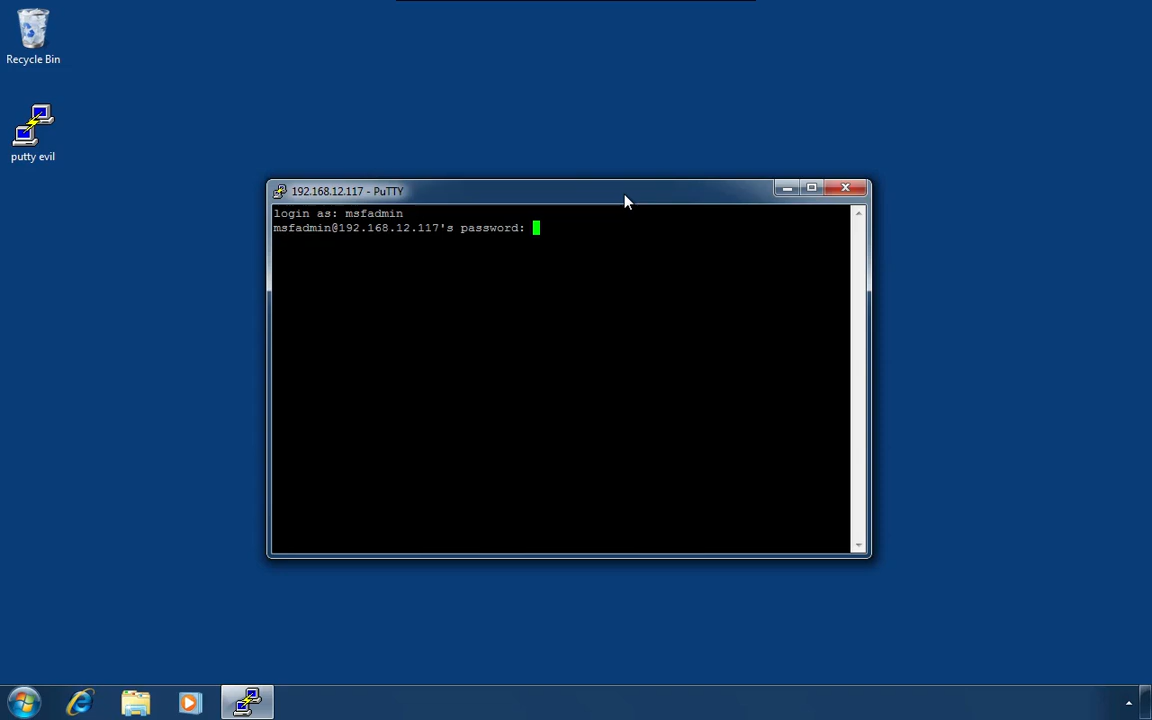 Recycle Bin
putty evil
192.168.12.117 - PuTTY
login as: msfadmin
msfadmin@192.168.12.117's password: